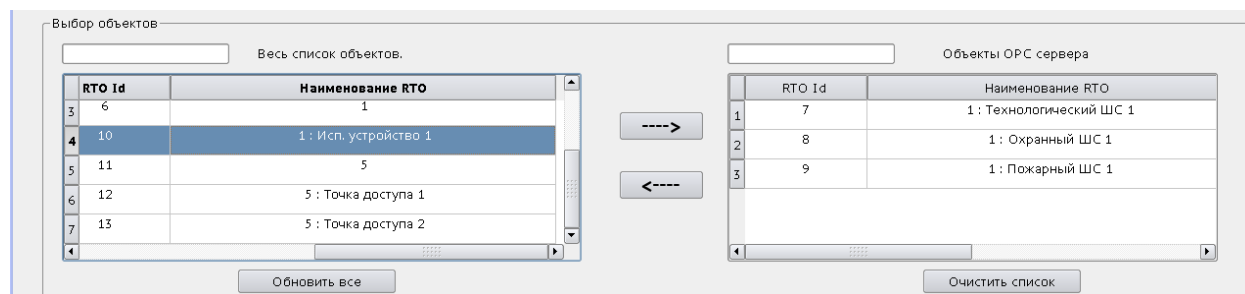 Выбор объектов
Весь список объектов.
RTO Id Наименование RTO
3 6 1
4 10 1 : Исп. устройство 1
5 11 5
6 12 5 : Точка доступа 1
7 13 5 : Точка доступа 2
Обновить все
---->
<----
Объекты ОРС сервера
RTO Id Наименование RTO
1 7 1 : Технологический ШС 1
2 8 1 : Охранный ШС 1
3 9 1 : Пожарный ШС 1
Очистить список